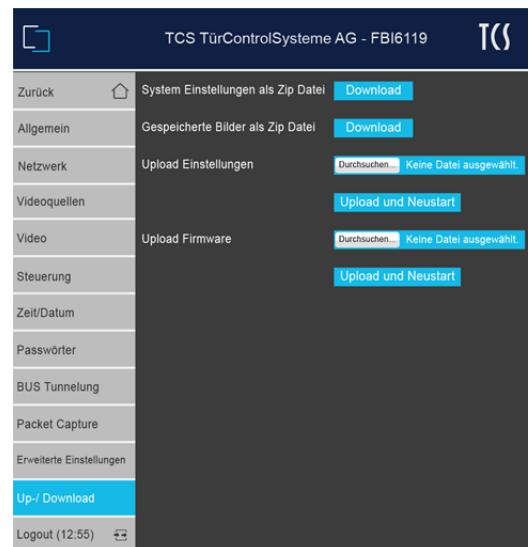 TCS TürControlSysteme AG - FBI6119
TCS
Zurück
Allgemein
Netzwerk
Videoquellen
Video
Steuerung
Zeit/Datum
Passwörter
BUS Tunnelung
Packet Capture
Erweiterte Einstellungen
Up-/ Download
Logout (12:55)
System Einstellungen als Zip Datei Download
Gespeicherte Bilder als Zip Datei Download
Upload Einstellungen Durchsuchen... Keine Datei ausgewählt.
Upload und Neustart
Upload Firmware Durchsuchen... Keine Datei ausgewählt.
Upload und Neustart